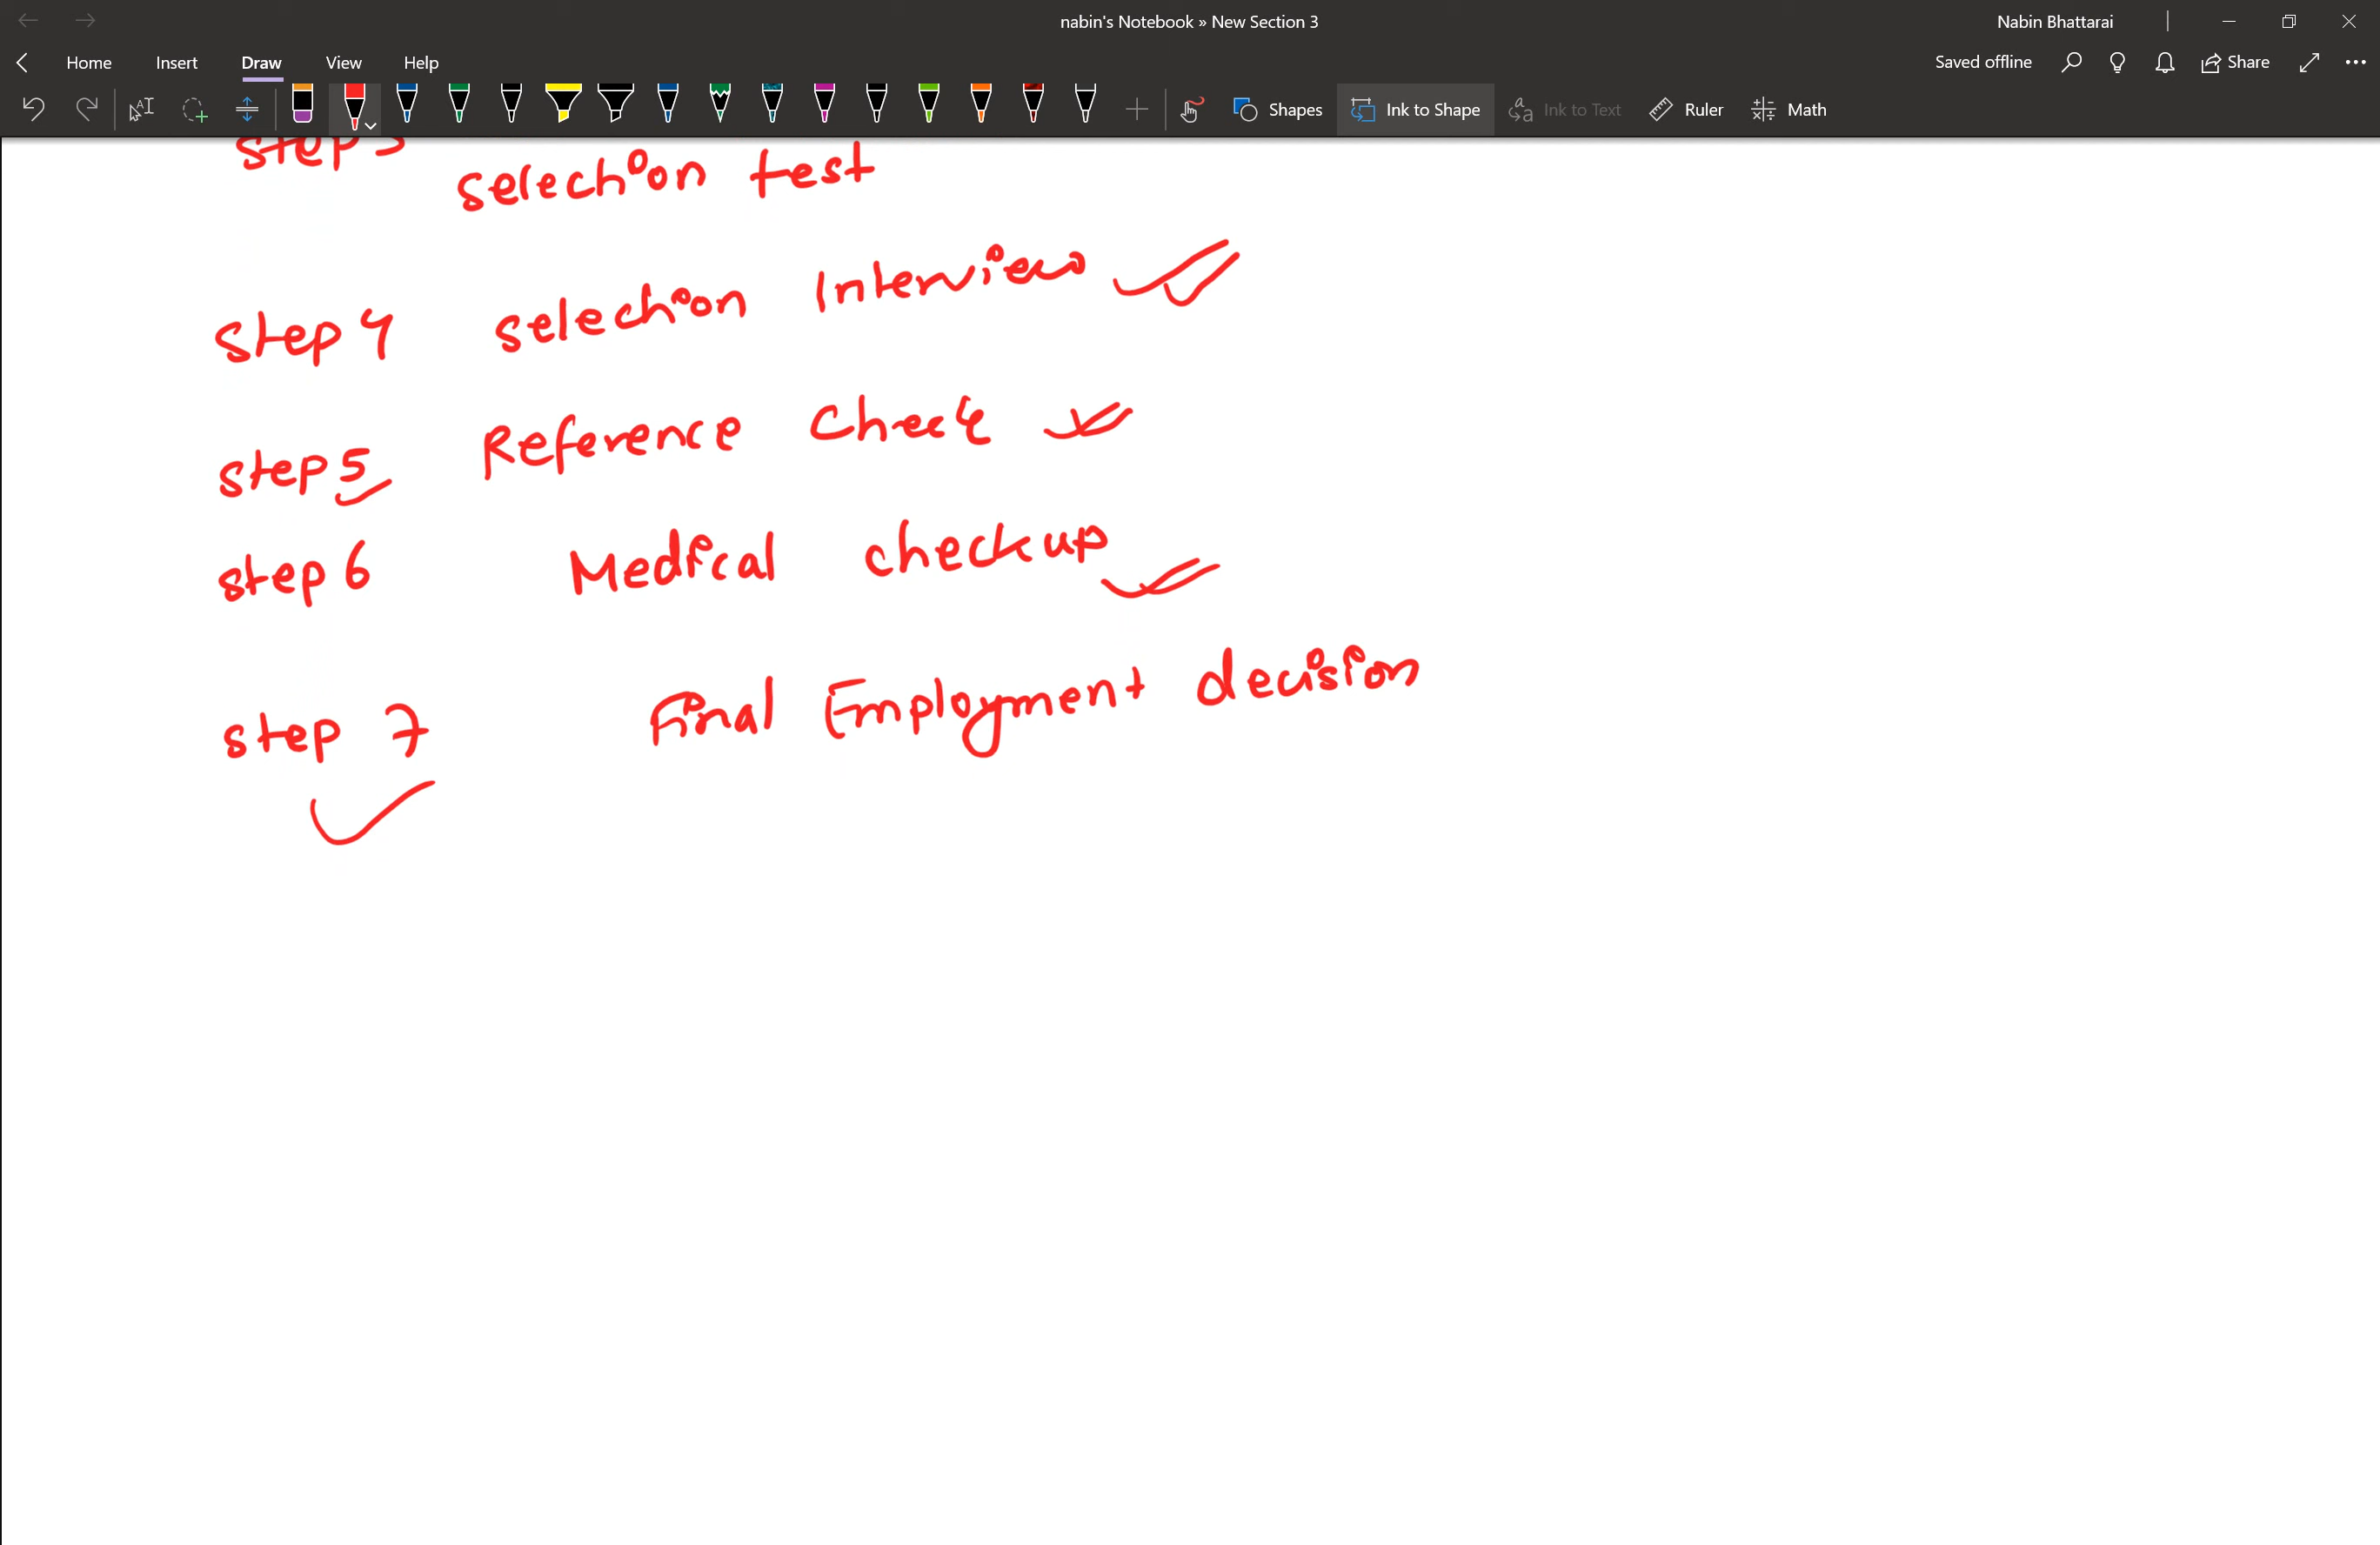 nabin's Notebook » New Section 3
Nabin Bhattarai
Home Insert Draw View Help
Saved offline
Share
Shapes
Ink to Shape
Ink to Text
Ruler
Math
step 3 selection test
step 4 selection Interview
step 5 Reference Check
step 6 Medical checkup
step 7 Final Employment decision